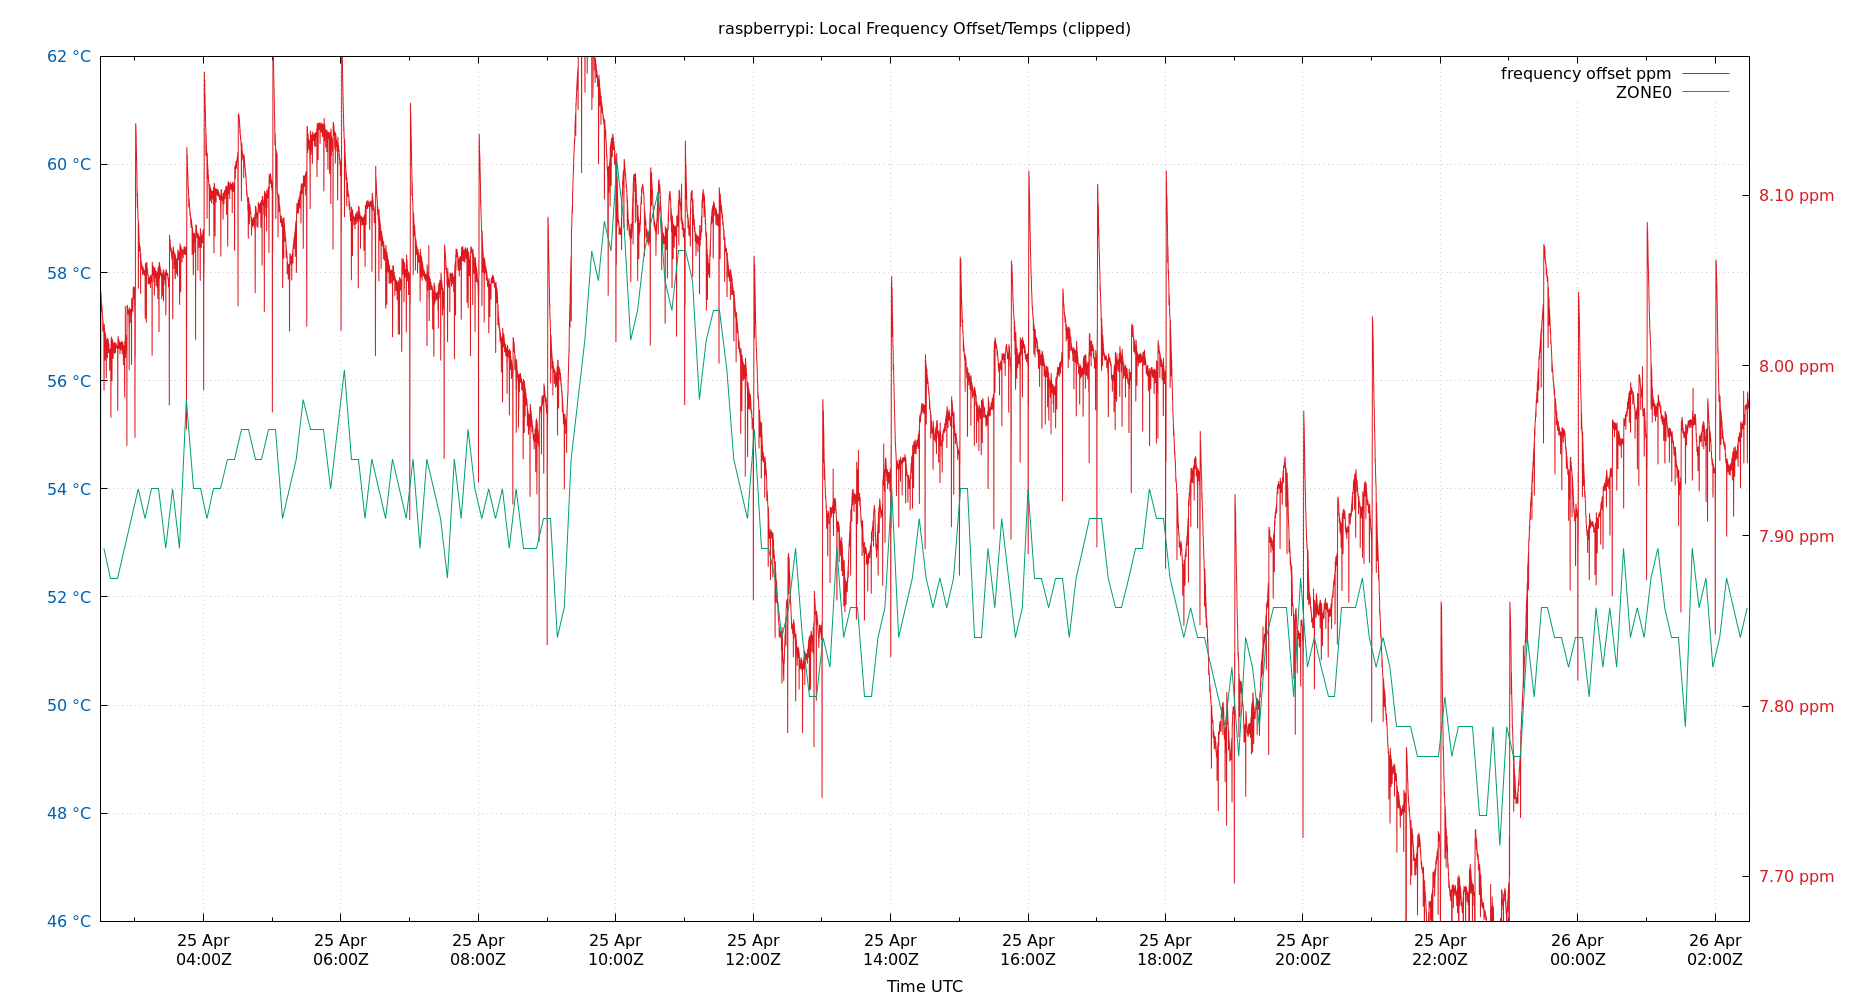 raspberrypi: Local Frequency Offset/Temps (clipped)
62 °C
60 °C
58 °C
56 °C
54 °C
52 °C
50 °C
48 °C
46 °C
frequency offset ppm
ZONE0
8.10 ppm
8.00 ppm
7.90 ppm
7.80 ppm
7.70 ppm
25 Apr
04:00Z
25 Apr
06:00Z
25 Apr
08:00Z
25 Apr
10:00Z
25 Apr
12:00Z
25 Apr
14:00Z
25 Apr
16:00Z
25 Apr
18:00Z
25 Apr
20:00Z
25 Apr
22:00Z
26 Apr
00:00Z
26 Apr
02:00Z
Time UTC